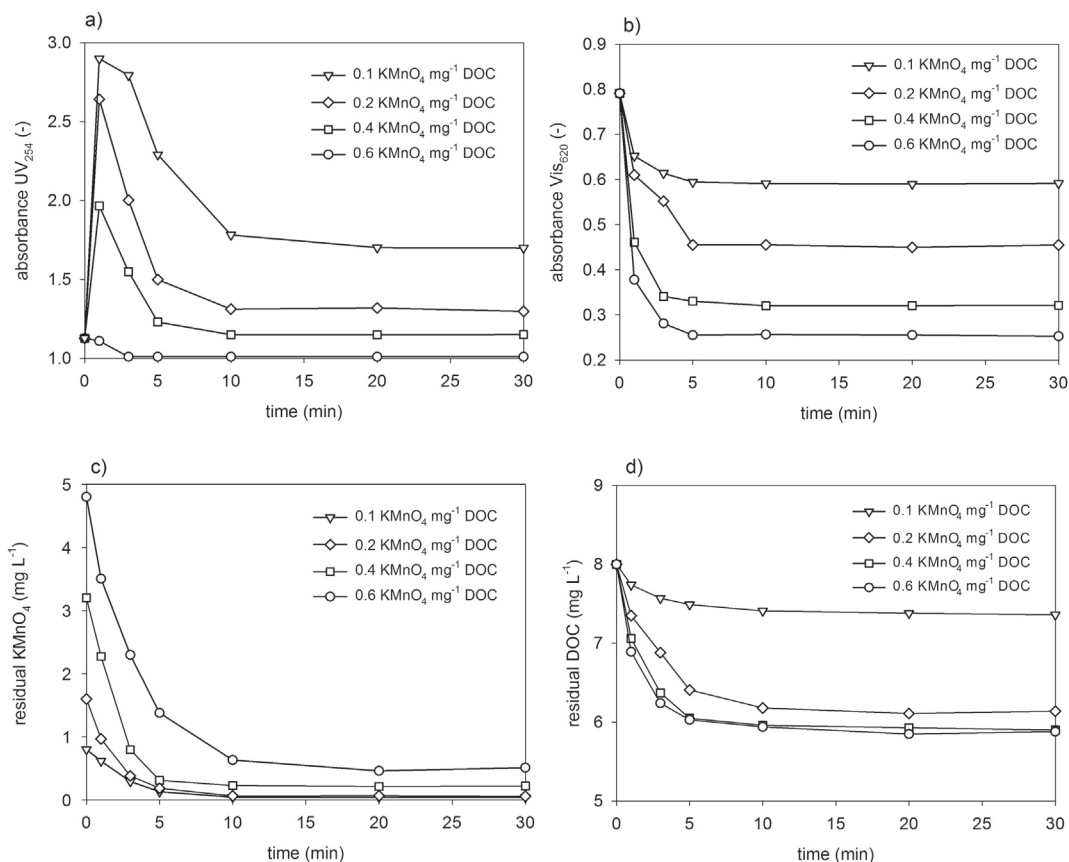 a)
3.0
2.5
2.0
1.5
1.0
absorbance UV₂₅₄ (-)
0.1 KMnO₄ mg⁻¹ DOC
0.2 KMnO₄ mg⁻¹ DOC
0.4 KMnO₄ mg⁻¹ DOC
0.6 KMnO₄ mg⁻¹ DOC
0 5 10 20 30
time (min)
b)
0.9
0.8
0.7
0.6
0.5
0.4
0.3
0.2
absorbance Vis₆₂₀ (-)
0.1 KMnO₄ mg⁻¹ DOC
0.2 KMnO₄ mg⁻¹ DOC
0.4 KMnO₄ mg⁻¹ DOC
0.6 KMnO₄ mg⁻¹ DOC
0 5 10 20 30
time (min)
c)
5
4
3
2
1
0
residual KMnO₄ (mg L⁻¹)
0.1 KMnO₄ mg⁻¹ DOC
0.2 KMnO₄ mg⁻¹ DOC
0.4 KMnO₄ mg⁻¹ DOC
0.6 KMnO₄ mg⁻¹ DOC
0 5 10 20 30
time (min)
d)
9
8
7
6
5
residual DOC (mg L⁻¹)
0.1 KMnO₄ mg⁻¹ DOC
0.2 KMnO₄ mg⁻¹ DOC
0.4 KMnO₄ mg⁻¹ DOC
0.6 KMnO₄ mg⁻¹ DOC
0 5 10 20 30
time (min)